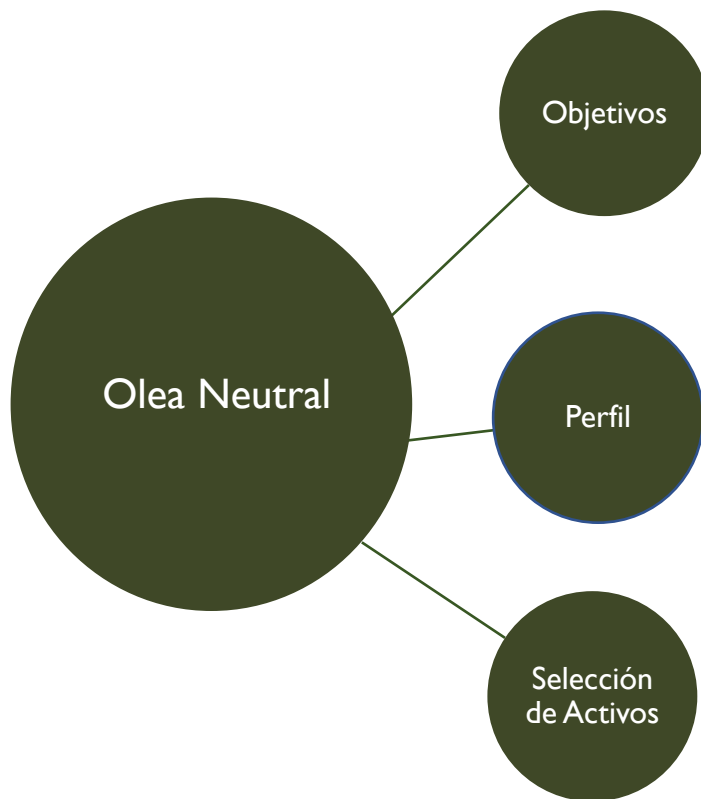 Objetivos
Olea Neutral
Perfil
Selección
de Activos